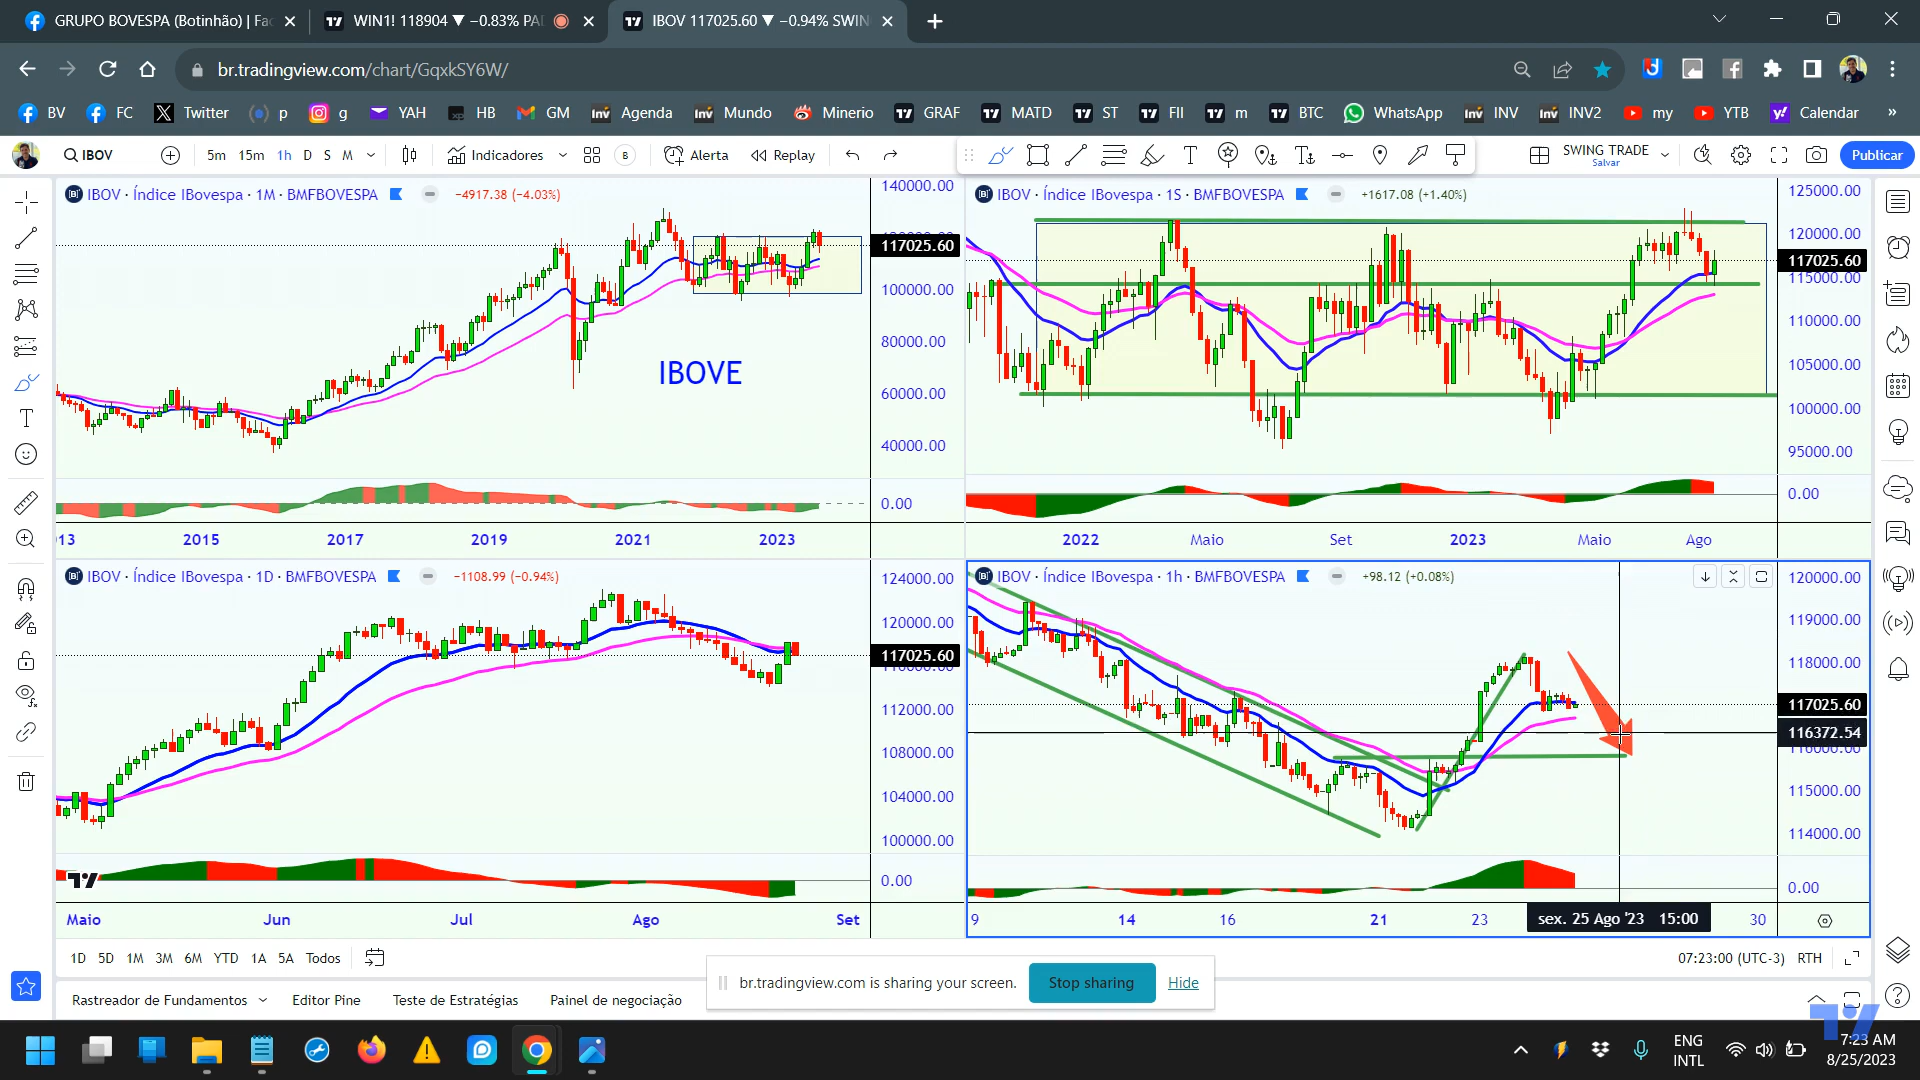 GRUPO BOVESPA (Botinhão) | Fac
WIN1! 118904 ▼ −0.83% PAI
IBOV 117025.60 ▼ −0.94% SWIN
br.tradingview.com/chart/GqxkSY6W/
BV FC Twitter p g YAH HB GM Agenda Mundo Minerio GRAF MATD ST FII m BTC WhatsApp INV INV2 my YTB Calendar »
IBOV 5m 15m 1h D S M Indicadores B Alerta Replay SWING TRADE Publicar
Salvar
IBOV · Índice IBovespa · 1M · BMFBOVESPA −4917.38 (−4.03%)
140000.00
117025.60
100000.00
80000.00
60000.00
40000.00
IBOVE
0.00
2015 2017 2019 2021 2023
IBOV · Índice IBovespa · 1S · BMFBOVESPA +1617.08 (+1.40%)
125000.00
120000.00
117025.60
115000.00
110000.00
105000.00
100000.00
95000.00
0.00
2022 Maio Set 2023 Maio Ago
IBOV · Índice IBovespa · 1D · BMFBOVESPA −1108.99 (−0.94%)
124000.00
120000.00
117025.60
116000.00
112000.00
108000.00
104000.00
100000.00
0.00
Maio Jun Jul Ago Set
IBOV · Índice IBovespa · 1h · BMFBOVESPA +98.12 (+0.08%)
120000.00
119000.00
118000.00
117025.60
116372.54
116000.00
115000.00
114000.00
0.00
9 14 16 21 23 sex. 25 Ago '23 15:00 30
1D 5D 1M 3M 6M YTD 1A 5A Todos
07:23:00 (UTC-3) RTH
br.tradingview.com is sharing your screen. Stop sharing Hide
Rastreador de Fundamentos Editor Pine Teste de Estratégias Painel de negociação
ENG
INTL
7:23 AM
8/25/2023